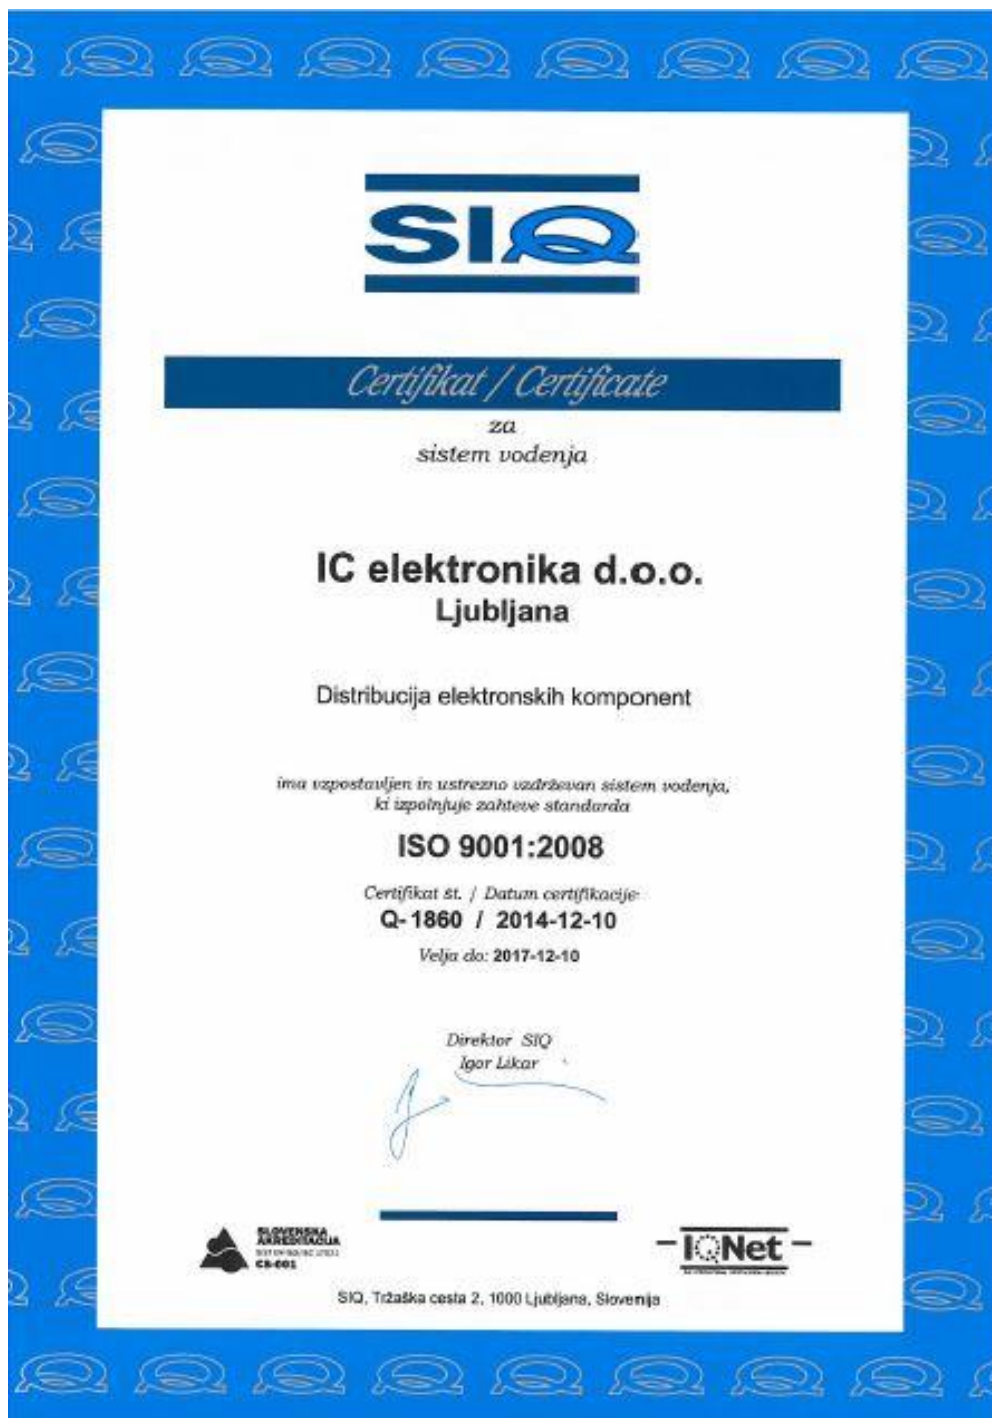 SIQ
Certifikat / Certificate
za
sistem vodenja
IC elektronika d.o.o.
Ljubljana
Distribucija elektronskih komponent
ima vzpostavljen in ustrezno vzdrževan sistem vodenja,
ki izpolnjuje zahteve standarda
ISO 9001:2008
Certifikat št. / Datum certifikacije:
Q-1860 / 2014-12-10
Velja do: 2017-12-10
Direktor SIQ
Igor Likar
SLOVENSKA
AKREDITACIJA
CS-001
IQNet
SIQ, Tržaška cesta 2, 1000 Ljubljana, Slovenija